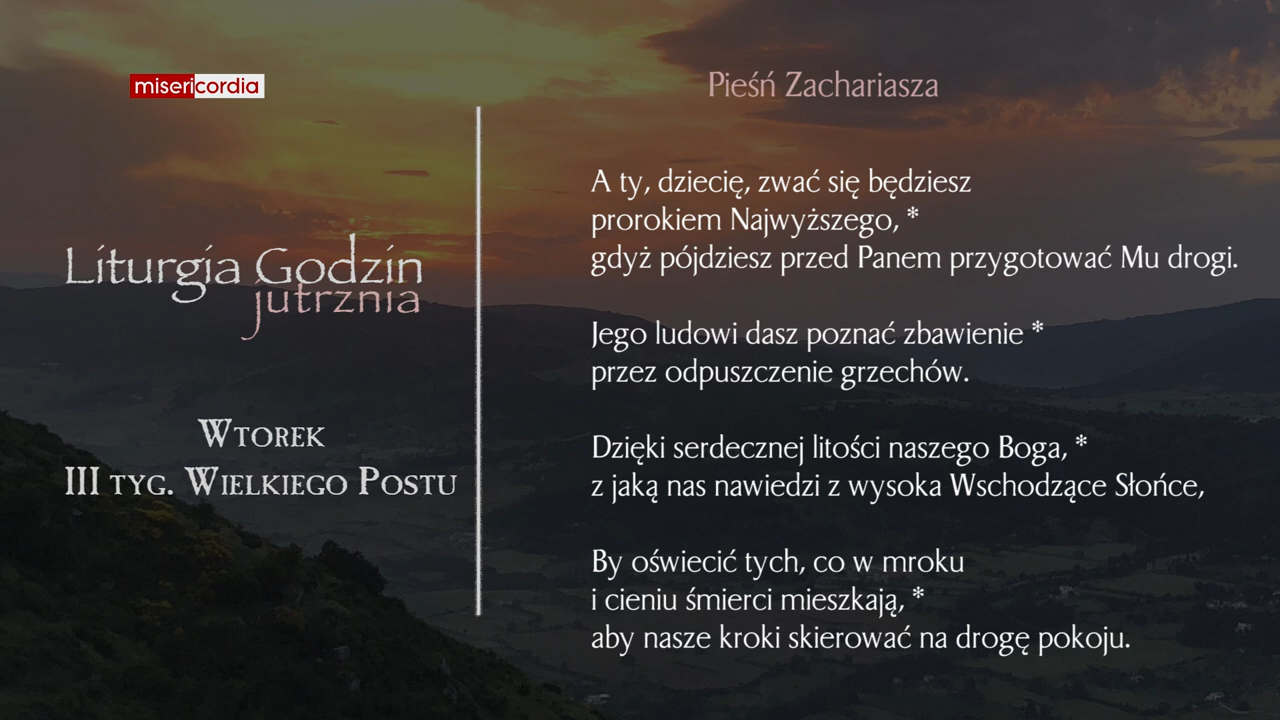 misericordia
Liturgia Godzin
jutrznia
Wtorek
III tyg. Wielkiego Postu
Pieśń Zachariasza
A ty, dziecię, zwać się będziesz
prorokiem Najwyższego, *
gdyż pójdziesz przed Panem przygotować Mu drogi.
Jego ludowi dasz poznać zbawienie *
przez odpuszczenie grzechów.
Dzięki serdecznej litości naszego Boga, *
z jaką nas nawiedzi z wysoka Wschodzące Słońce,
By oświecić tych, co w mroku
i cieniu śmierci mieszkają, *
aby nasze kroki skierować na drogę pokoju.